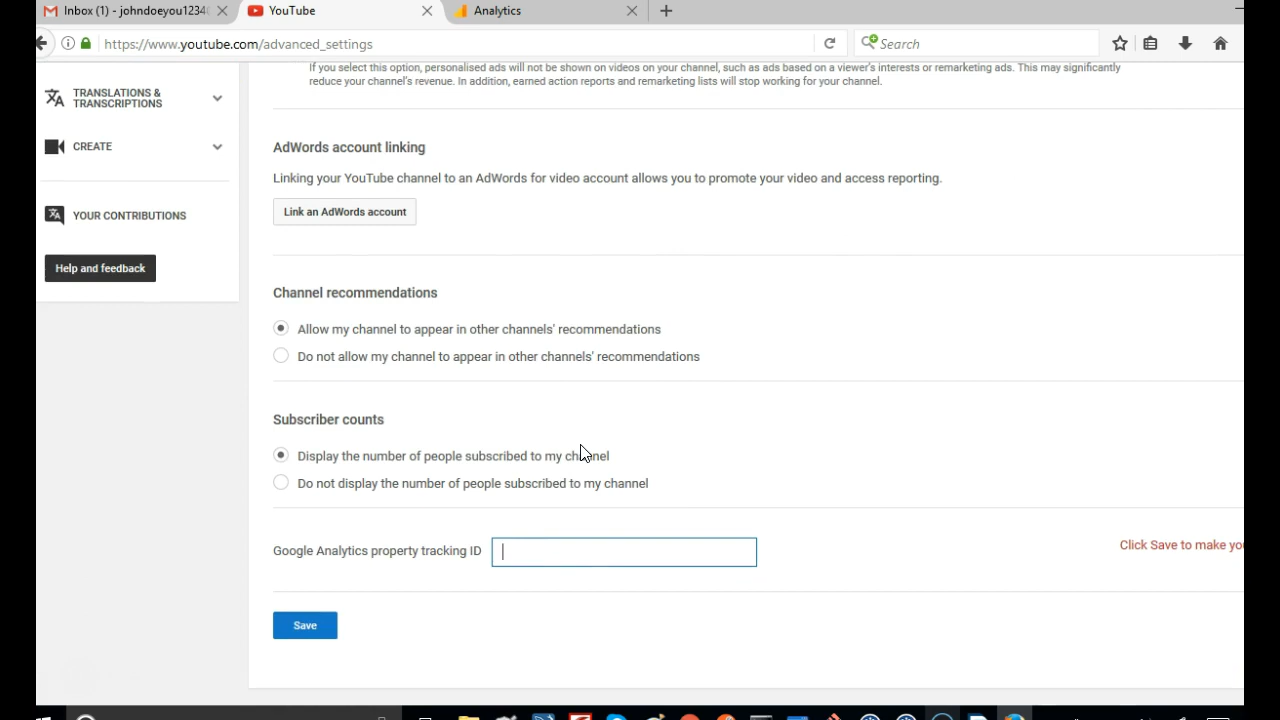 Inbox (1) - johndoeyou1234
YouTube
Analytics
https://www.youtube.com/advanced_settings
Search
If you select this option, personalised ads will not be shown on videos on your channel, such as ads based on a viewer's interests or remarketing ads. This may significantly
reduce your channel's revenue. In addition, earned action reports and remarketing lists will stop working for your channel.
TRANSLATIONS &
TRANSCRIPTIONS
CREATE
YOUR CONTRIBUTIONS
Help and feedback
AdWords account linking
Linking your YouTube channel to an AdWords for video account allows you to promote your video and access reporting.
Link an AdWords account
Channel recommendations
Allow my channel to appear in other channels' recommendations
Do not allow my channel to appear in other channels' recommendations
Subscriber counts
Display the number of people subscribed to my channel
Do not display the number of people subscribed to my channel
Google Analytics property tracking ID
Click Save to make you
Save